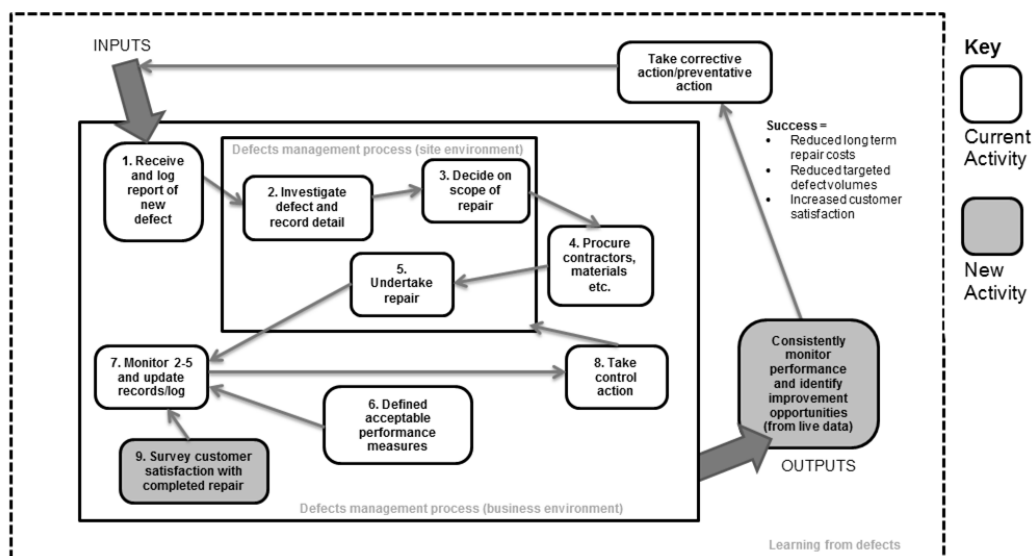 INPUTS
Take corrective
action/preventative
action
Key
Current
Activity
New
Activity
Success =
• Reduced long term
repair costs
• Reduced targeted
defect volumes
• Increased customer
satisfaction
Defects management process (site environment)
1. Receive
and log
report of
new
defect
2. Investigate
defect and
record detail
3. Decide on
scope of
repair
4. Procure
contractors,
materials
etc.
5.
Undertake
repair
7. Monitor 2-5
and update
records/log
8. Take
control
action
6. Defined
acceptable
performance
measures
9. Survey customer
satisfaction with
completed repair
Defects management process (business environment)
Consistently
monitor
performance
and identify
improvement
opportunities
(from live data)
OUTPUTS
Learning from defects